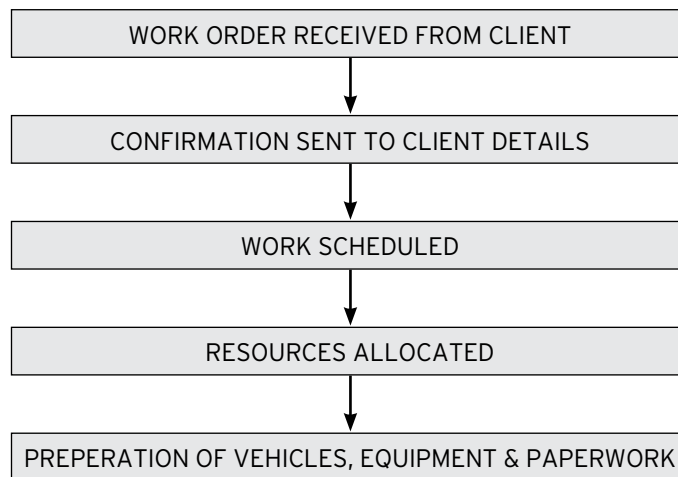 WORK ORDER RECEIVED FROM CLIENT
CONFIRMATION SENT TO CLIENT DETAILS
WORK SCHEDULED
RESOURCES ALLOCATED
PREPERATION OF VEHICLES, EQUIPMENT & PAPERWORK